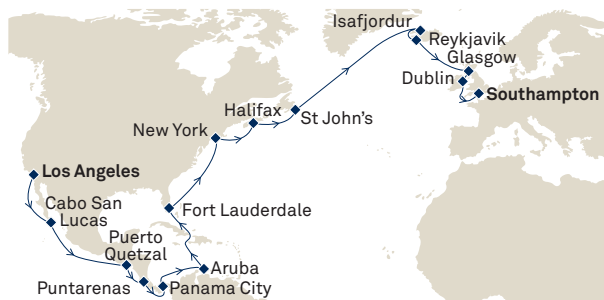 Isafjordur
Reykjavik
Glasgow
Dublin
Southampton
Halifax
St John's
New York
Los Angeles
Cabo San
Lucas
Fort Lauderdale
Puerto
Quetzal
Aruba
Puntarenas
Panama City